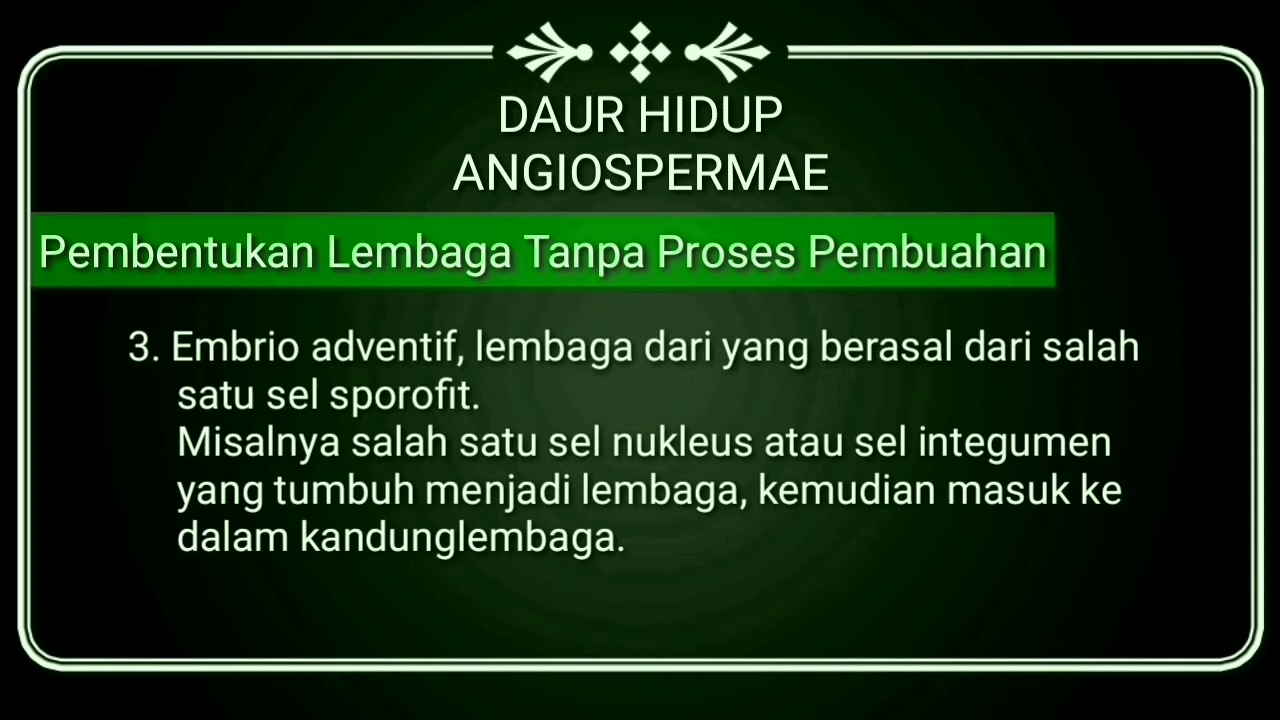 DAUR HIDUP
ANGIOSPERMAE
Pembentukan Lembaga Tanpa Proses Pembuahan
3. Embrio adventif, lembaga dari yang berasal dari salah
satu sel sporofit.
Misalnya salah satu sel nukleus atau sel integumen
yang tumbuh menjadi lembaga, kemudian masuk ke
dalam kandunglembaga.